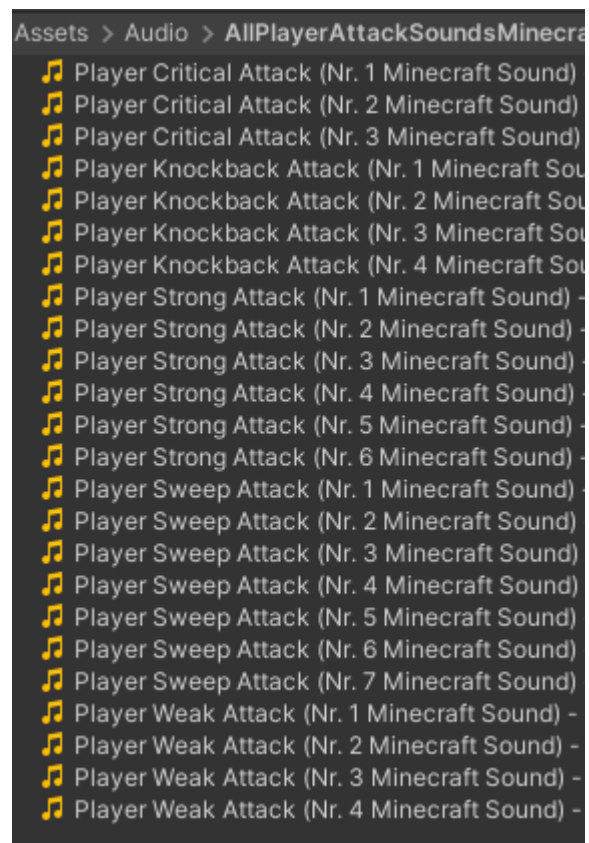 Assets > Audio > AllPlayerAttackSoundsMinecra
Player Critical Attack (Nr. 1 Minecraft Sound)
Player Critical Attack (Nr. 2 Minecraft Sound)
Player Critical Attack (Nr. 3 Minecraft Sound)
Player Knockback Attack (Nr. 1 Minecraft Sou
Player Knockback Attack (Nr. 2 Minecraft Sou
Player Knockback Attack (Nr. 3 Minecraft Sou
Player Knockback Attack (Nr. 4 Minecraft Sou
Player Strong Attack (Nr. 1 Minecraft Sound) -
Player Strong Attack (Nr. 2 Minecraft Sound) -
Player Strong Attack (Nr. 3 Minecraft Sound) -
Player Strong Attack (Nr. 4 Minecraft Sound) -
Player Strong Attack (Nr. 5 Minecraft Sound) -
Player Strong Attack (Nr. 6 Minecraft Sound) -
Player Sweep Attack (Nr. 1 Minecraft Sound) -
Player Sweep Attack (Nr. 2 Minecraft Sound)
Player Sweep Attack (Nr. 3 Minecraft Sound)
Player Sweep Attack (Nr. 4 Minecraft Sound)
Player Sweep Attack (Nr. 5 Minecraft Sound)
Player Sweep Attack (Nr. 6 Minecraft Sound)
Player Sweep Attack (Nr. 7 Minecraft Sound)
Player Weak Attack (Nr. 1 Minecraft Sound) -
Player Weak Attack (Nr. 2 Minecraft Sound) -
Player Weak Attack (Nr. 3 Minecraft Sound) -
Player Weak Attack (Nr. 4 Minecraft Sound) -